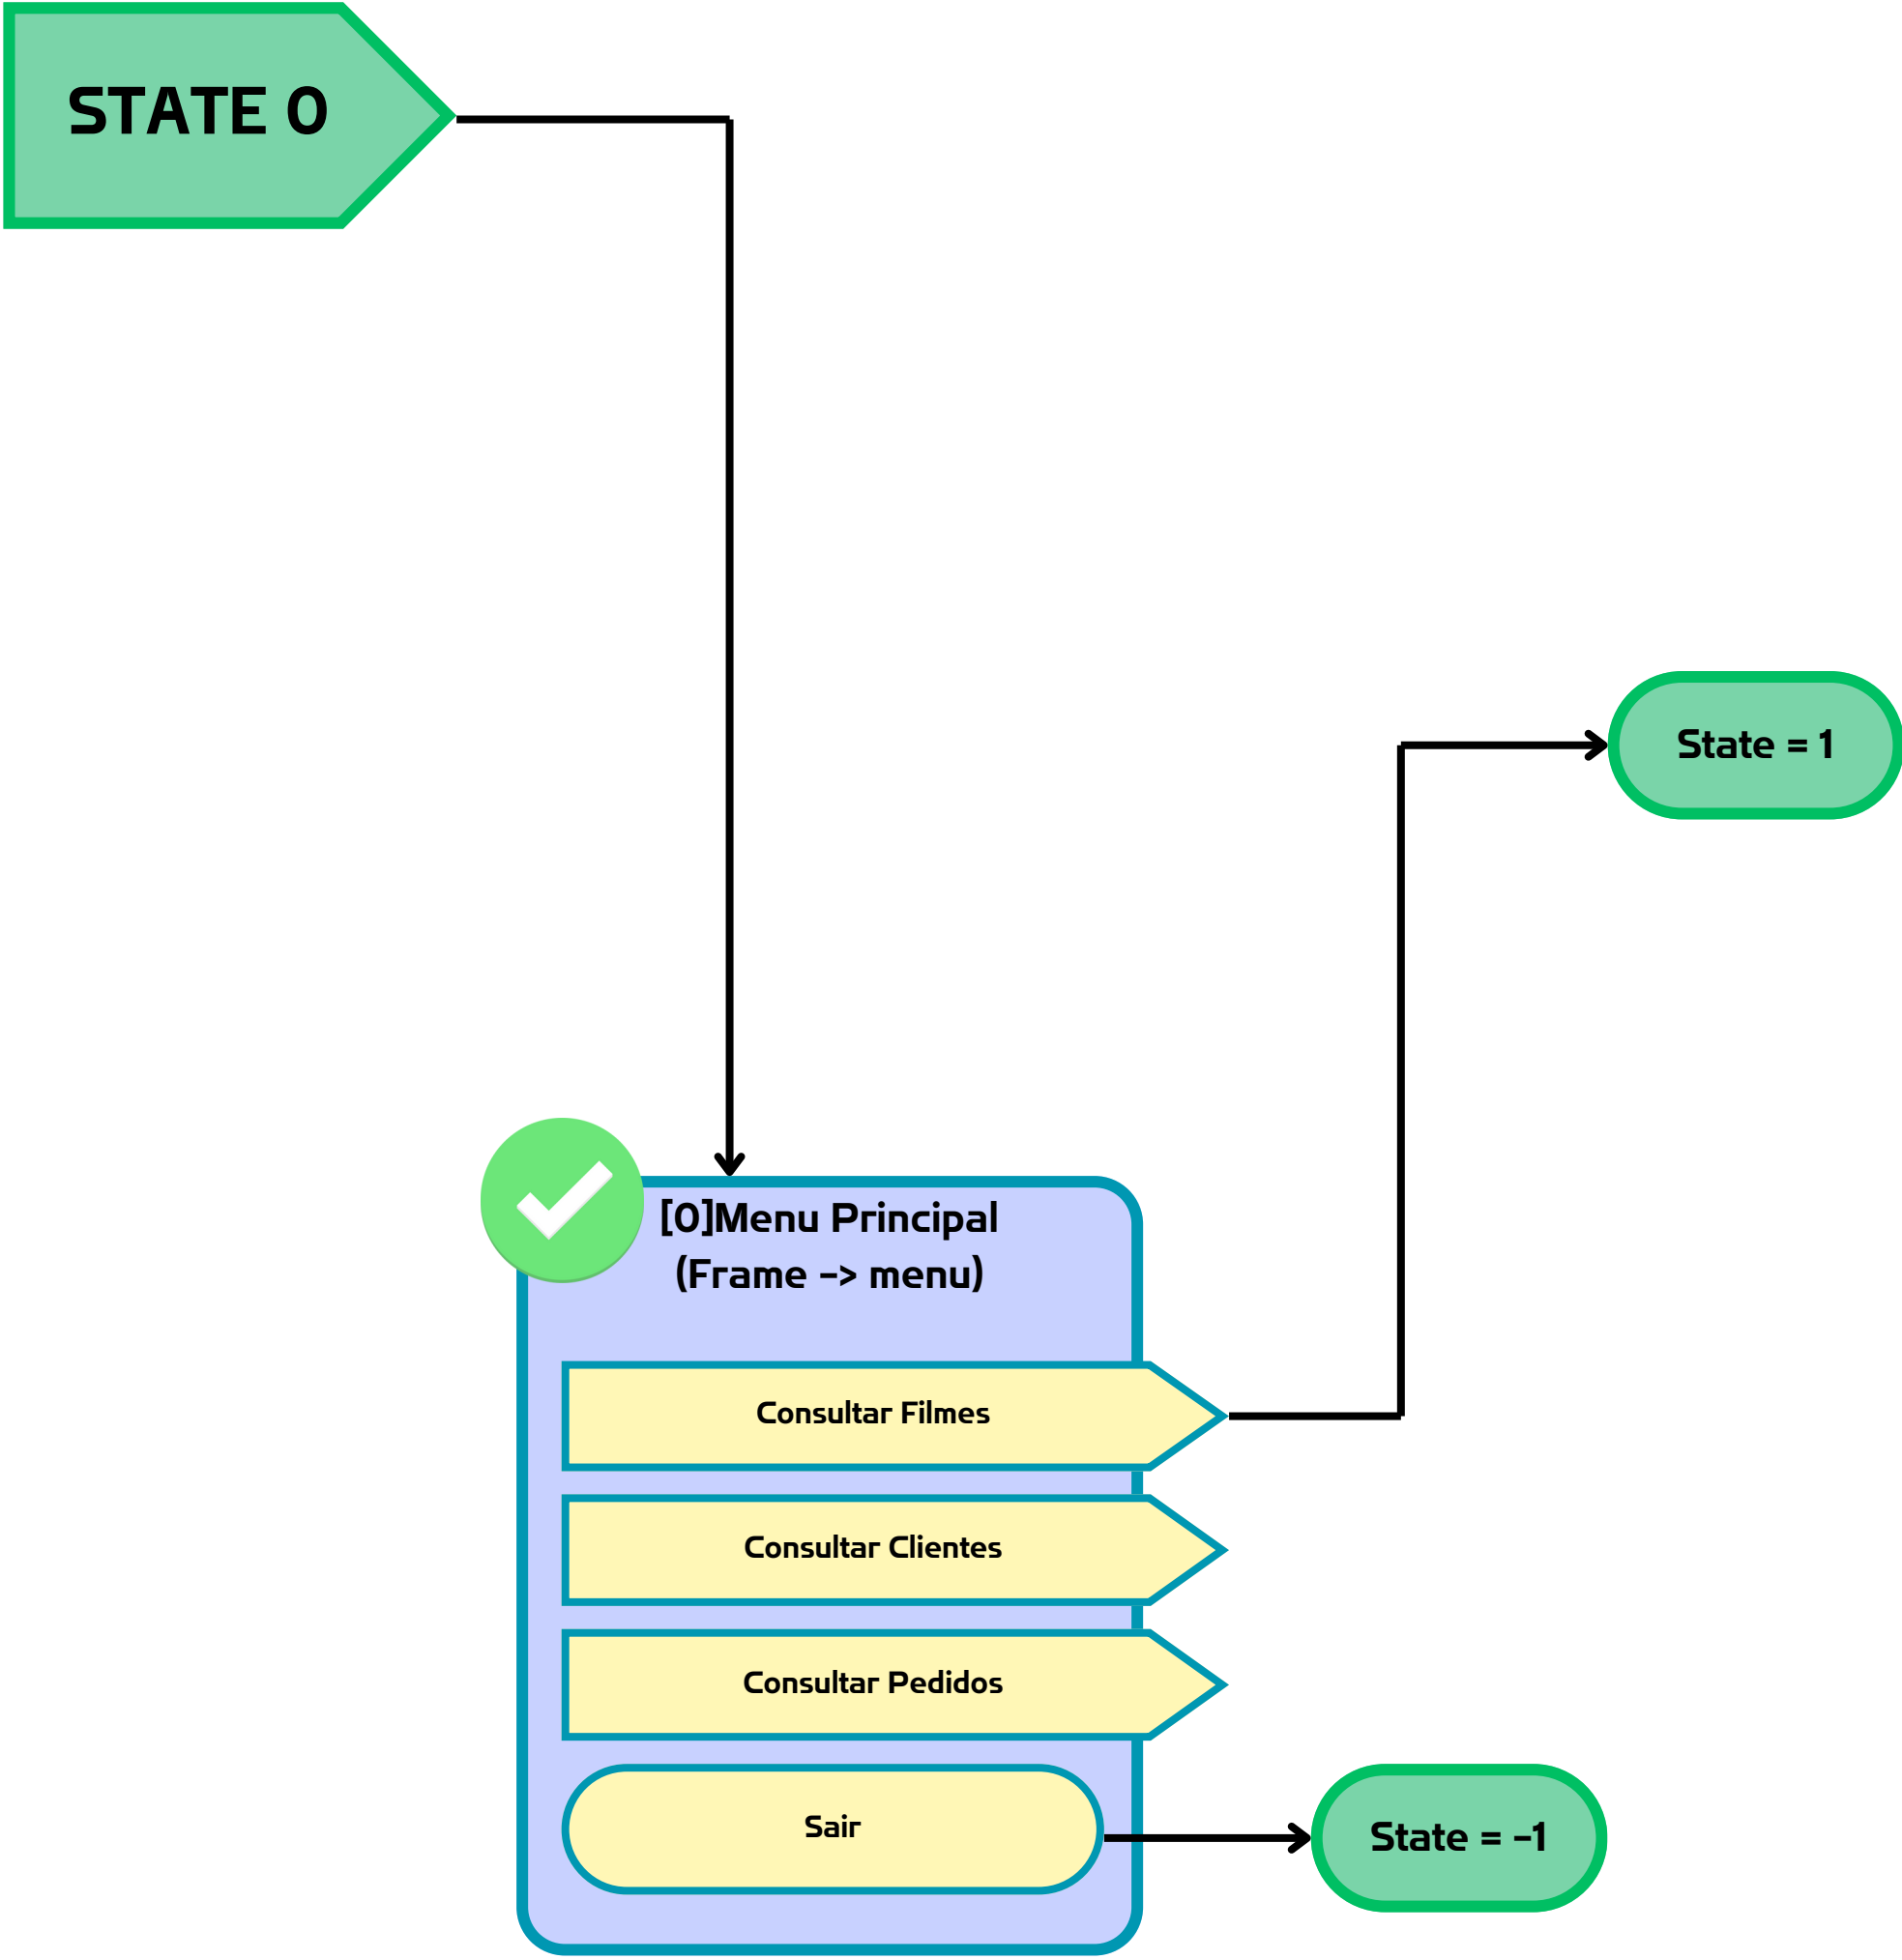 STATE 0
State = 1
[0]Menu Principal
(Frame -> menu)
Consultar Filmes
Consultar Clientes
Consultar Pedidos
Sair
State = -1